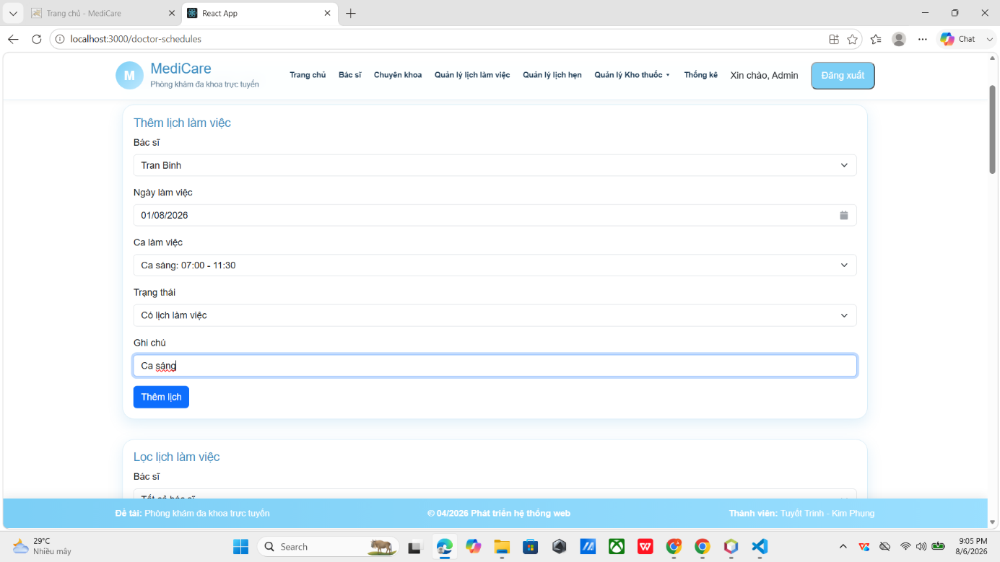 Trang chủ - MediCare
React App
localhost:3000/doctor-schedules
Chat
M
MediCare
Phòng khám đa khoa trực tuyến
Trang chủ
Bác sĩ
Chuyên khoa
Quản lý lịch làm việc
Quản lý lịch hẹn
Quản lý Kho thuốc
Thống kê
Xin chào, Admin
Đăng xuất
Thêm lịch làm việc
Bác sĩ
Tran Binh
Ngày làm việc
01/08/2026
Ca làm việc
Ca sáng: 07:00 - 11:30
Trạng thái
Có lịch làm việc
Ghi chú
Ca sáng
Thêm lịch
Lọc lịch làm việc
Bác sĩ
Tất cả bác sĩ
Đề tài: Phòng khám đa khoa trực tuyến
© 04/2026 Phát triển hệ thống web
Thành viên: Tuyết Trinh - Kim Phụng
29°C
Nhiều mây
Search
9:05 PM
8/6/2026